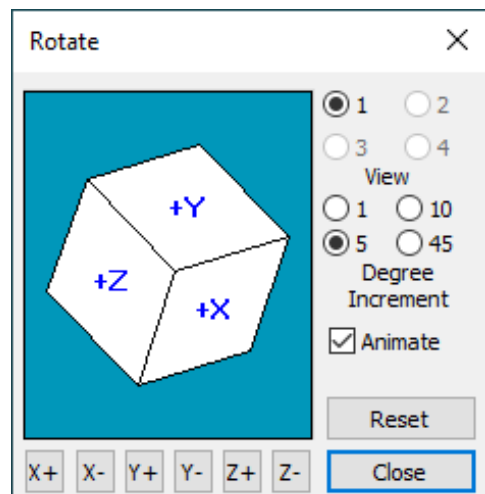 Rotate
+Y
+Z
+X
1 2
3 4
View
1 10
5 45
Degree
Increment
Animate
Reset
X+ X- Y+ Y- Z+ Z- Close